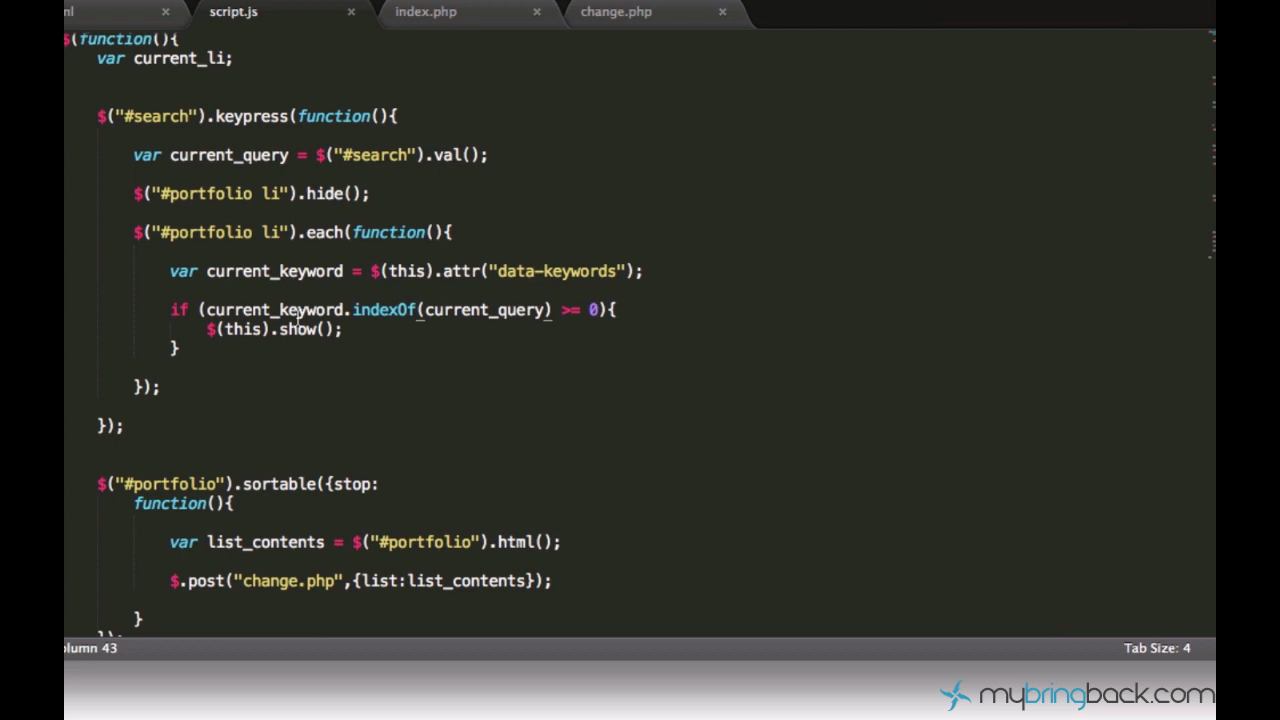 ml × script.js × index.php × change.php ×
$(function(){
var current_li;
$("#search").keypress(function(){
var current_query = $("#search").val();
$("#portfolio li").hide();
$("#portfolio li").each(function(){
var current_keyword = $(this).attr("data-keywords");
if (current_keyword.indexOf(current_query) >= 0){
$(this).show();
}
});
});
$("#portfolio").sortable({stop:
function(){
var list_contents = $("#portfolio").html();
$.post("change.php",{list:list_contents});
}
});
olumn 43 Tab Size: 4
mybringback.com